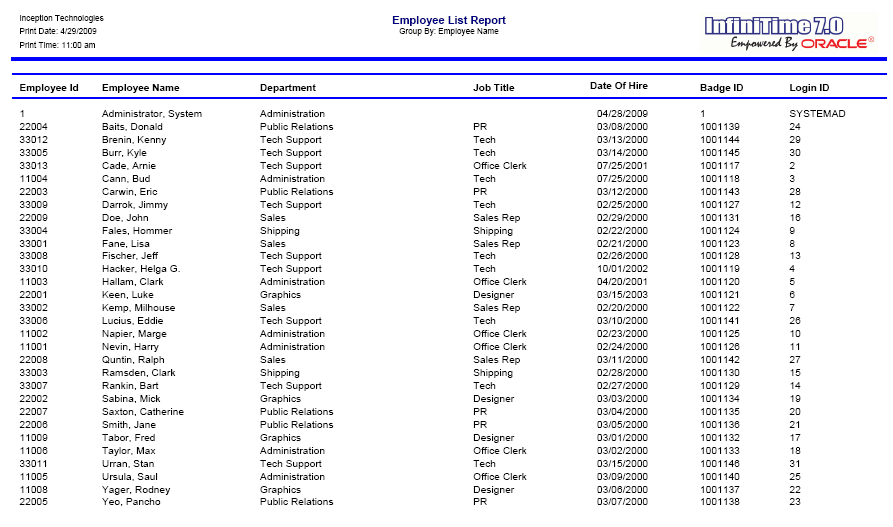 Inception Technologies
Print Date: 4/29/2009
Print Time: 11:00 am
Employee List Report
Group By: Employee Name
InfiniTime 7.0
Empowered By ORACLE®
Employee Id Employee Name Department Job Title Date Of Hire Badge ID Login ID
1 Administrator, System Administration 04/28/2009 1 SYSTEMAD
22004 Baits, Donald Public Relations PR 03/08/2000 1001139 24
33012 Brenin, Kenny Tech Support Tech 03/13/2000 1001144 29
33005 Burr, Kyle Tech Support Tech 03/14/2000 1001145 30
33013 Cade, Arnie Tech Support Office Clerk 07/25/2001 1001117 2
11004 Cann, Bud Administration Tech 07/25/2000 1001118 3
22003 Carwin, Eric Public Relations PR 03/12/2000 1001143 28
33009 Darrok, Jimmy Tech Support Tech 02/25/2000 1001127 12
22009 Doe, John Sales Sales Rep 02/29/2000 1001131 16
33004 Fales, Hommer Shipping Shipping 02/22/2000 1001124 9
33001 Fane, Lisa Sales Sales Rep 02/21/2000 1001123 8
33008 Fischer, Jeff Tech Support Tech 02/26/2000 1001128 13
33010 Hacker, Helga G. Tech Support Tech 10/01/2002 1001119 4
11003 Hallam, Clark Administration Office Clerk 04/20/2001 1001120 5
22001 Keen, Luke Graphics Designer 03/15/2003 1001121 6
33002 Kemp, Milhouse Sales Sales Rep 02/20/2000 1001122 7
33006 Lucius, Eddie Tech Support Tech 03/10/2000 1001141 26
11002 Napier, Marge Administration Office Clerk 02/23/2000 1001125 10
11001 Nevin, Harry Administration Office Clerk 02/24/2000 1001126 11
22008 Quntin, Ralph Sales Sales Rep 03/11/2000 1001142 27
33003 Ramsden, Clark Shipping Shipping 02/28/2000 1001130 15
33007 Rankin, Bart Tech Support Tech 02/27/2000 1001129 14
22002 Sabina, Mick Graphics Designer 03/03/2000 1001134 19
22007 Saxton, Catherine Public Relations PR 03/04/2000 1001135 20
22006 Smith, Jane Public Relations PR 03/05/2000 1001136 21
11009 Tabor, Fred Graphics Designer 03/01/2000 1001132 17
11006 Taylor, Max Administration Office Clerk 03/02/2000 1001133 18
33011 Urran, Stan Tech Support Tech 03/15/2000 1001146 31
11005 Ursula, Saul Administration Office Clerk 03/09/2000 1001140 25
11008 Yager, Rodney Graphics Designer 03/06/2000 1001137 22
22005 Yeo, Pancho Public Relations PR 03/07/2000 1001138 23